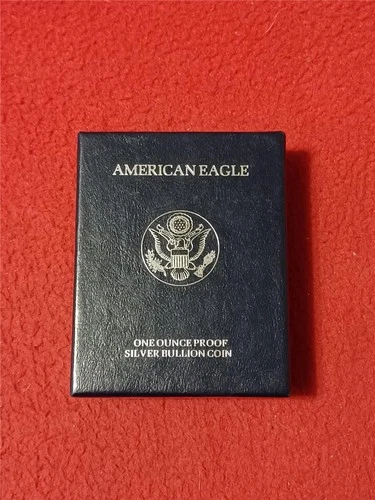 AMERICAN EAGLE
ONE OUNCE PROOF
SILVER BULLION COIN